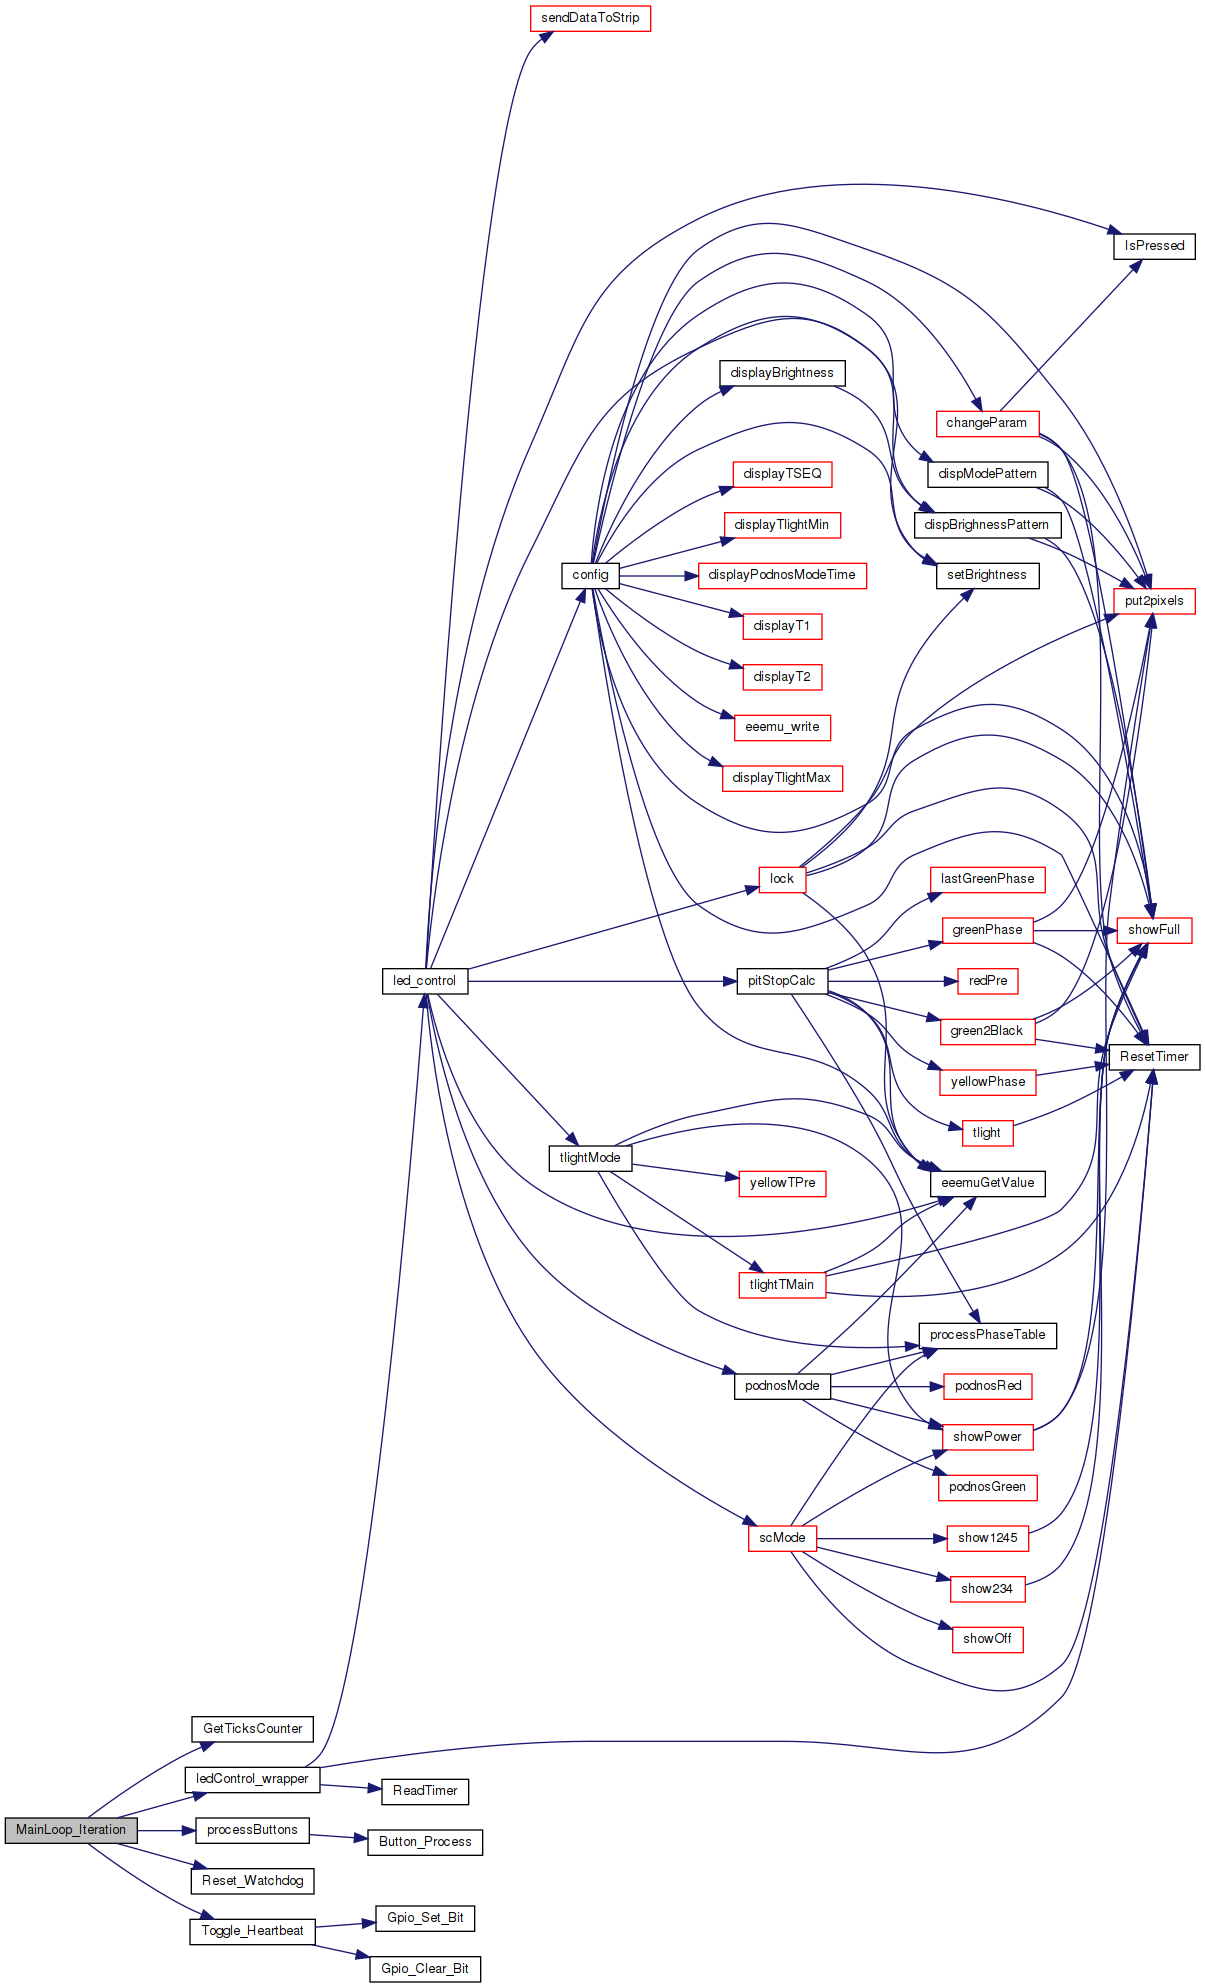 sendDataToStrip
IsPressed
displayBrightness
changeParam
displayTSEQ
dispModePattern
displayTlightMin
dispBrighnessPattern
config
displayPodnosModeTime
setBrightness
put2pixels
displayT1
displayT2
eeemu_write
displayTlightMax
lock
lastGreenPhase
greenPhase
showFull
led_control
pitStopCalc
redPre
green2Black
ResetTimer
yellowPhase
tlight
tlightMode
yellowTPre
eeemuGetValue
tlightTMain
processPhaseTable
podnosMode
podnosRed
showPower
podnosGreen
scMode
show1245
show234
showOff
GetTicksCounter
ledControl_wrapper
ReadTimer
MainLoop_Iteration
processButtons
Button_Process
Reset_Watchdog
Toggle_Heartbeat
Gpio_Set_Bit
Gpio_Clear_Bit